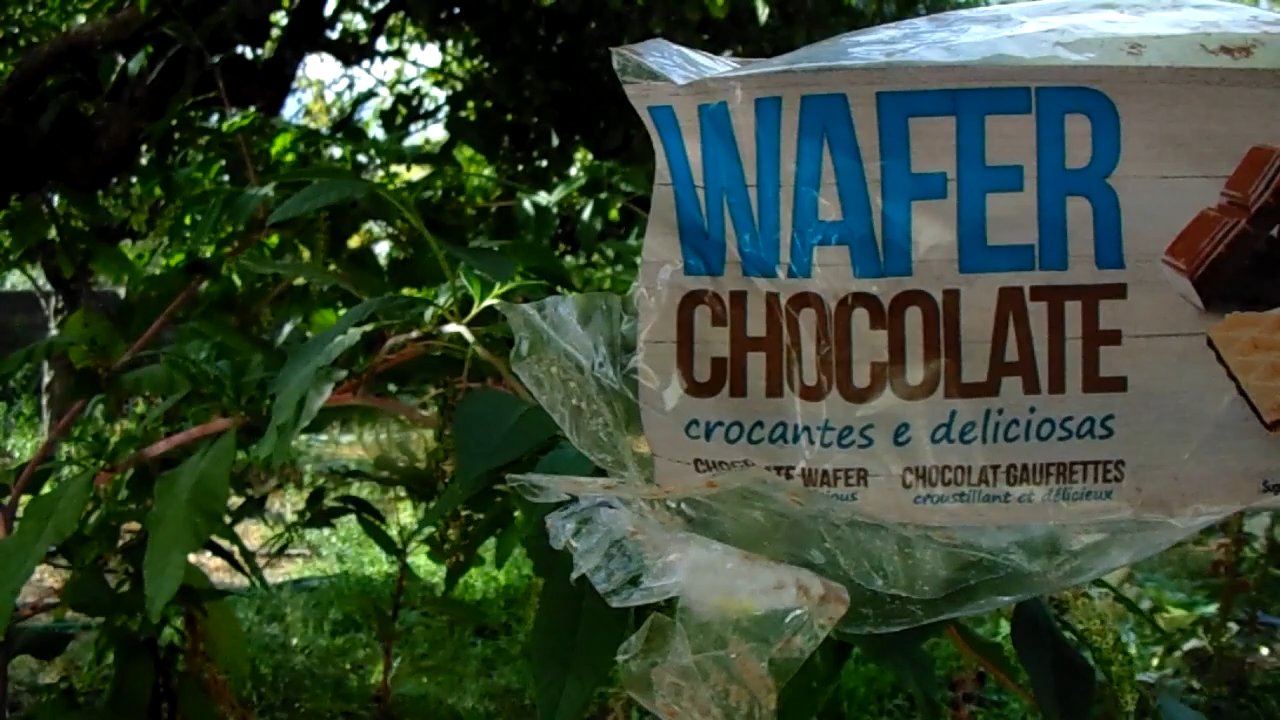 WAFER
CHOCOLATE
crocantes e deliciosas
WAFER CHOCOLAT GAUFRETTES
croustillant et délicieux